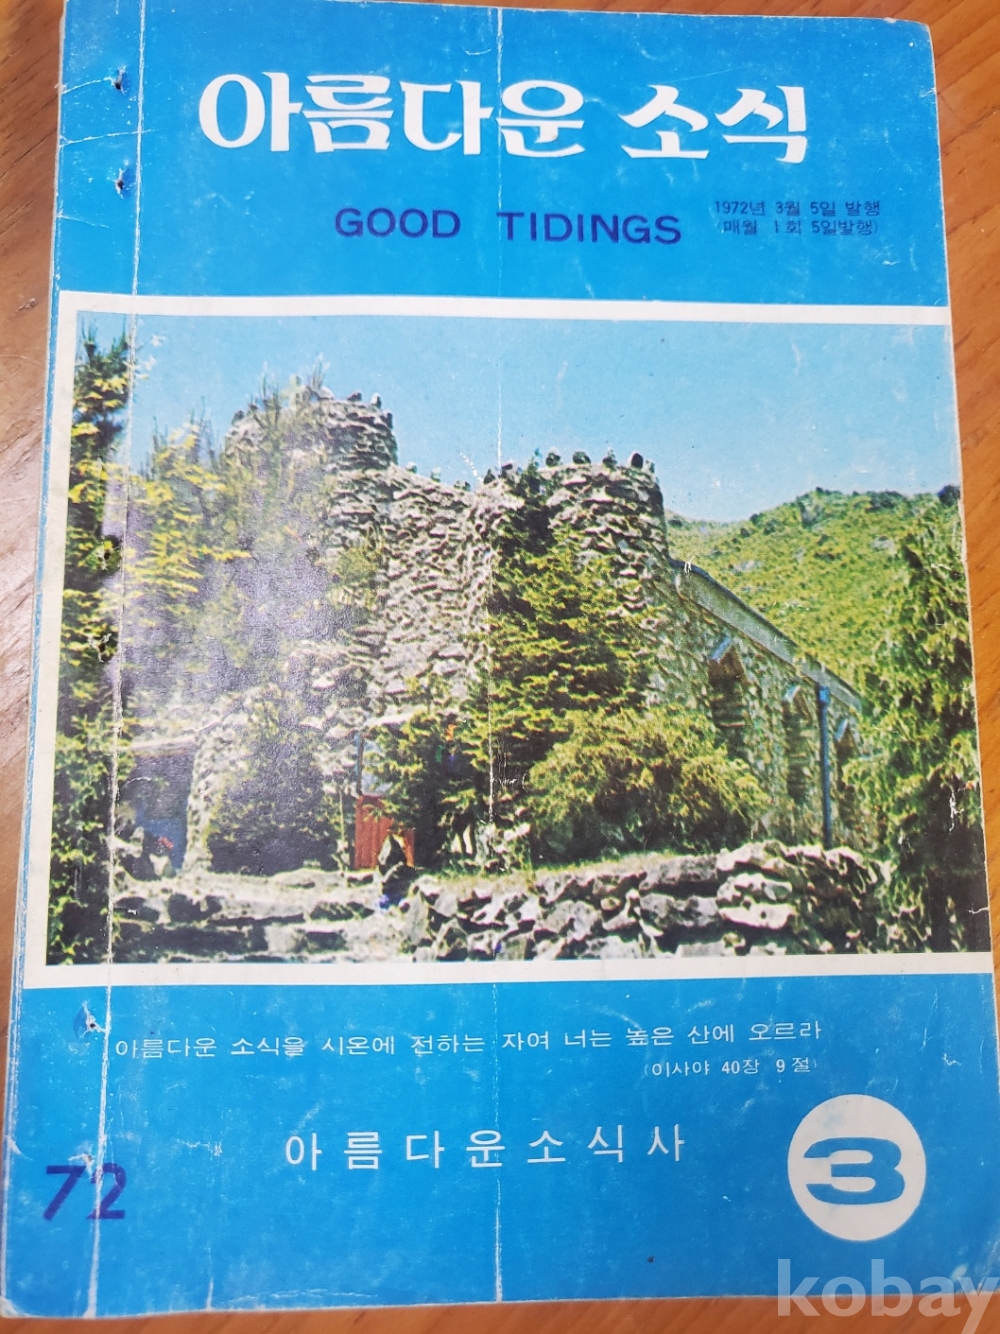 아름다운 소식
GOOD TIDINGS
1972년 3월 5일 발행
(매월 1회 5일발행)
아름다운 소식을 시온에 전하는 자여 너는 높은 산에 오르라
(이사야 40장 9절)
아름다운소식사
72
3
kobay